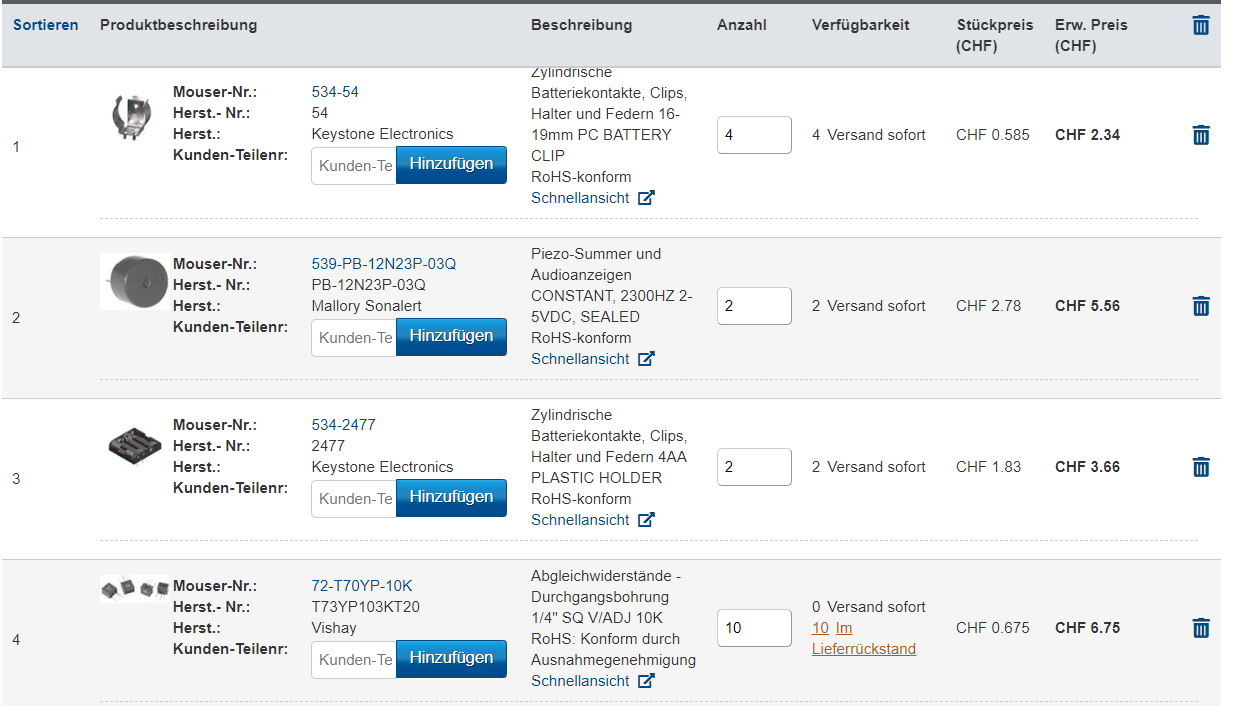 Sortieren Produktbeschreibung Beschreibung Anzahl Verfügbarkeit Stückpreis (CHF) Erw. Preis (CHF)
1
Mouser-Nr.: 534-54
Herst.- Nr.: 54
Herst.: Keystone Electronics
Kunden-Teilenr:
Kunden-Te Hinzufügen
Zylindrische
Batteriekontakte, Clips,
Halter und Federn 16-
19mm PC BATTERY
CLIP
RoHS-konform
Schnellansicht
4
4 Versand sofort
CHF 0.585
CHF 2.34
2
Mouser-Nr.: 539-PB-12N23P-03Q
Herst.- Nr.: PB-12N23P-03Q
Herst.: Mallory Sonalert
Kunden-Teilenr:
Kunden-Te Hinzufügen
Piezo-Summer und
Audioanzeigen
CONSTANT, 2300HZ 2-
5VDC, SEALED
RoHS-konform
Schnellansicht
2
2 Versand sofort
CHF 2.78
CHF 5.56
3
Mouser-Nr.: 534-2477
Herst.- Nr.: 2477
Herst.: Keystone Electronics
Kunden-Teilenr:
Kunden-Te Hinzufügen
Zylindrische
Batteriekontakte, Clips,
Halter und Federn 4AA
PLASTIC HOLDER
RoHS-konform
Schnellansicht
2
2 Versand sofort
CHF 1.83
CHF 3.66
4
Mouser-Nr.: 72-T70YP-10K
Herst.- Nr.: T73YP103KT20
Herst.: Vishay
Kunden-Teilenr:
Kunden-Te Hinzufügen
Abgleichwiderstände -
Durchgangsbohrung
1/4" SQ V/ADJ 10K
RoHS: Konform durch
Ausnahmegenehmigung
Schnellansicht
10
0 Versand sofort
10 Im
Lieferrückstand
CHF 0.675
CHF 6.75